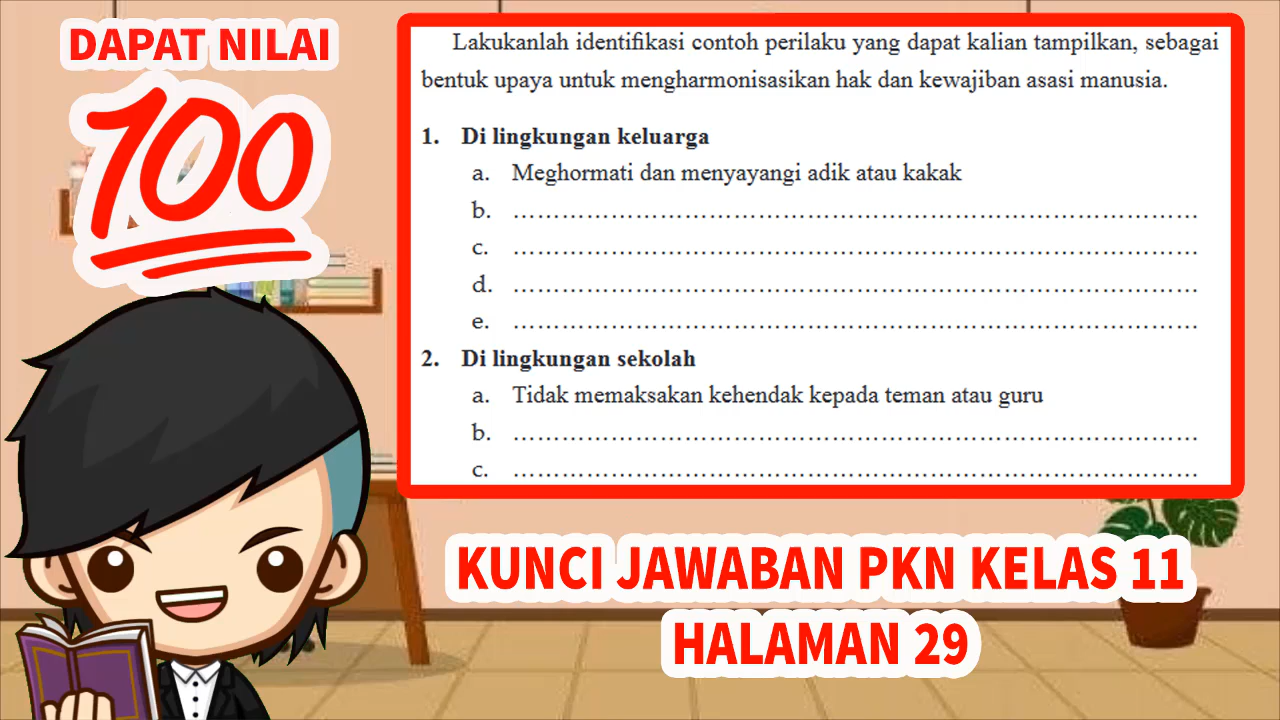 DAPAT NILAI
100
Lakukanlah identifikasi contoh perilaku yang dapat kalian tampilkan, sebagai
bentuk upaya untuk mengharmonisasikan hak dan kewajiban asasi manusia.
1. Di lingkungan keluarga
a. Meghormati dan menyayangi adik atau kakak
b. ..................................................................................
c. ..................................................................................
d. ..................................................................................
e. ..................................................................................
2. Di lingkungan sekolah
a. Tidak memaksakan kehendak kepada teman atau guru
b. ..................................................................................
c. ..................................................................................
KUNCI JAWABAN PKN KELAS 11
HALAMAN 29